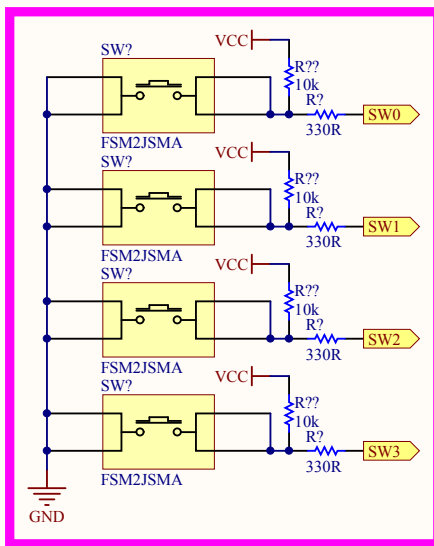 VCC
SW?
R??
10k
R?
SW0
330R
FSM2JSMA
VCC
SW?
R??
10k
R?
SW1
330R
FSM2JSMA
VCC
SW?
R??
10k
R?
SW2
330R
FSM2JSMA
VCC
SW?
R??
10k
R?
SW3
330R
FSM2JSMA
GND